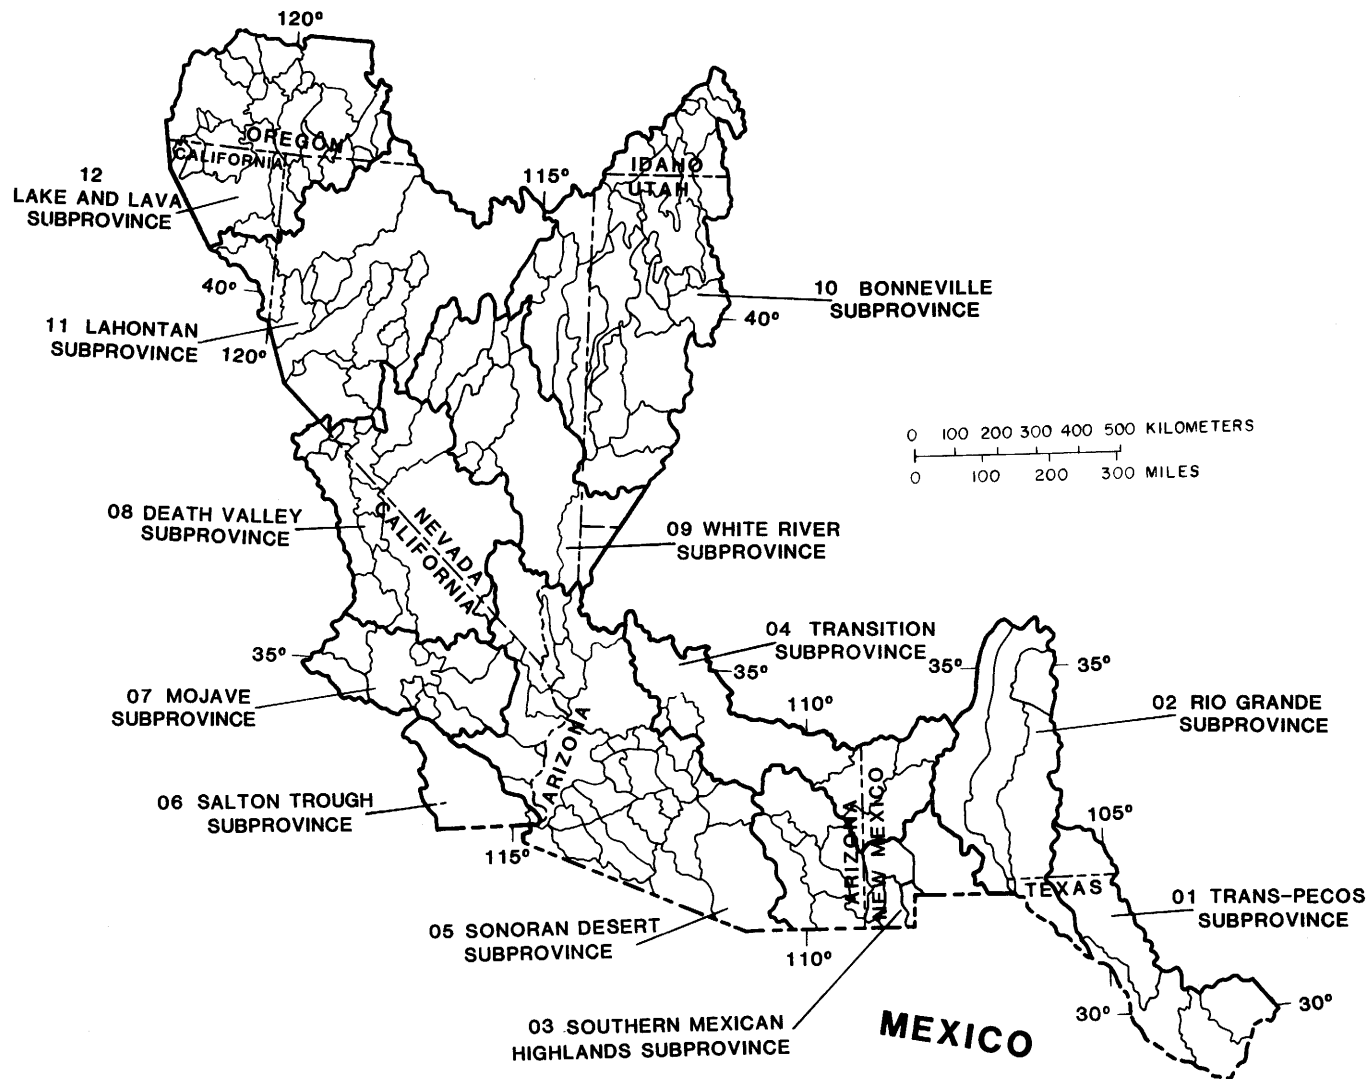 120°
OREGON
CALIFORNIA
12
LAKE AND LAVA
SUBPROVINCE
115°
IDAHO
UTAH
40°
10 BONNEVILLE
SUBPROVINCE
40°
11 LAHONTAN
SUBPROVINCE
120°
0 100 200 300 400 500 KILOMETERS
0 100 200 300 MILES
08 DEATH VALLEY
SUBPROVINCE
NEVADA
CALIFORNIA
09 WHITE RIVER
SUBPROVINCE
04 TRANSITION
SUBPROVINCE
35°
35°
35°
35°
07 MOJAVE
SUBPROVINCE
110°
02 RIO GRANDE
SUBPROVINCE
ARIZONA
06 SALTON TROUGH
SUBPROVINCE
ARIZONA
NEW MEXICO
105°
115°
TEXAS
01 TRANS-PECOS
SUBPROVINCE
05 SONORAN DESERT
SUBPROVINCE
110°
30°
30°
03 SOUTHERN MEXICAN
HIGHLANDS SUBPROVINCE
MEXICO